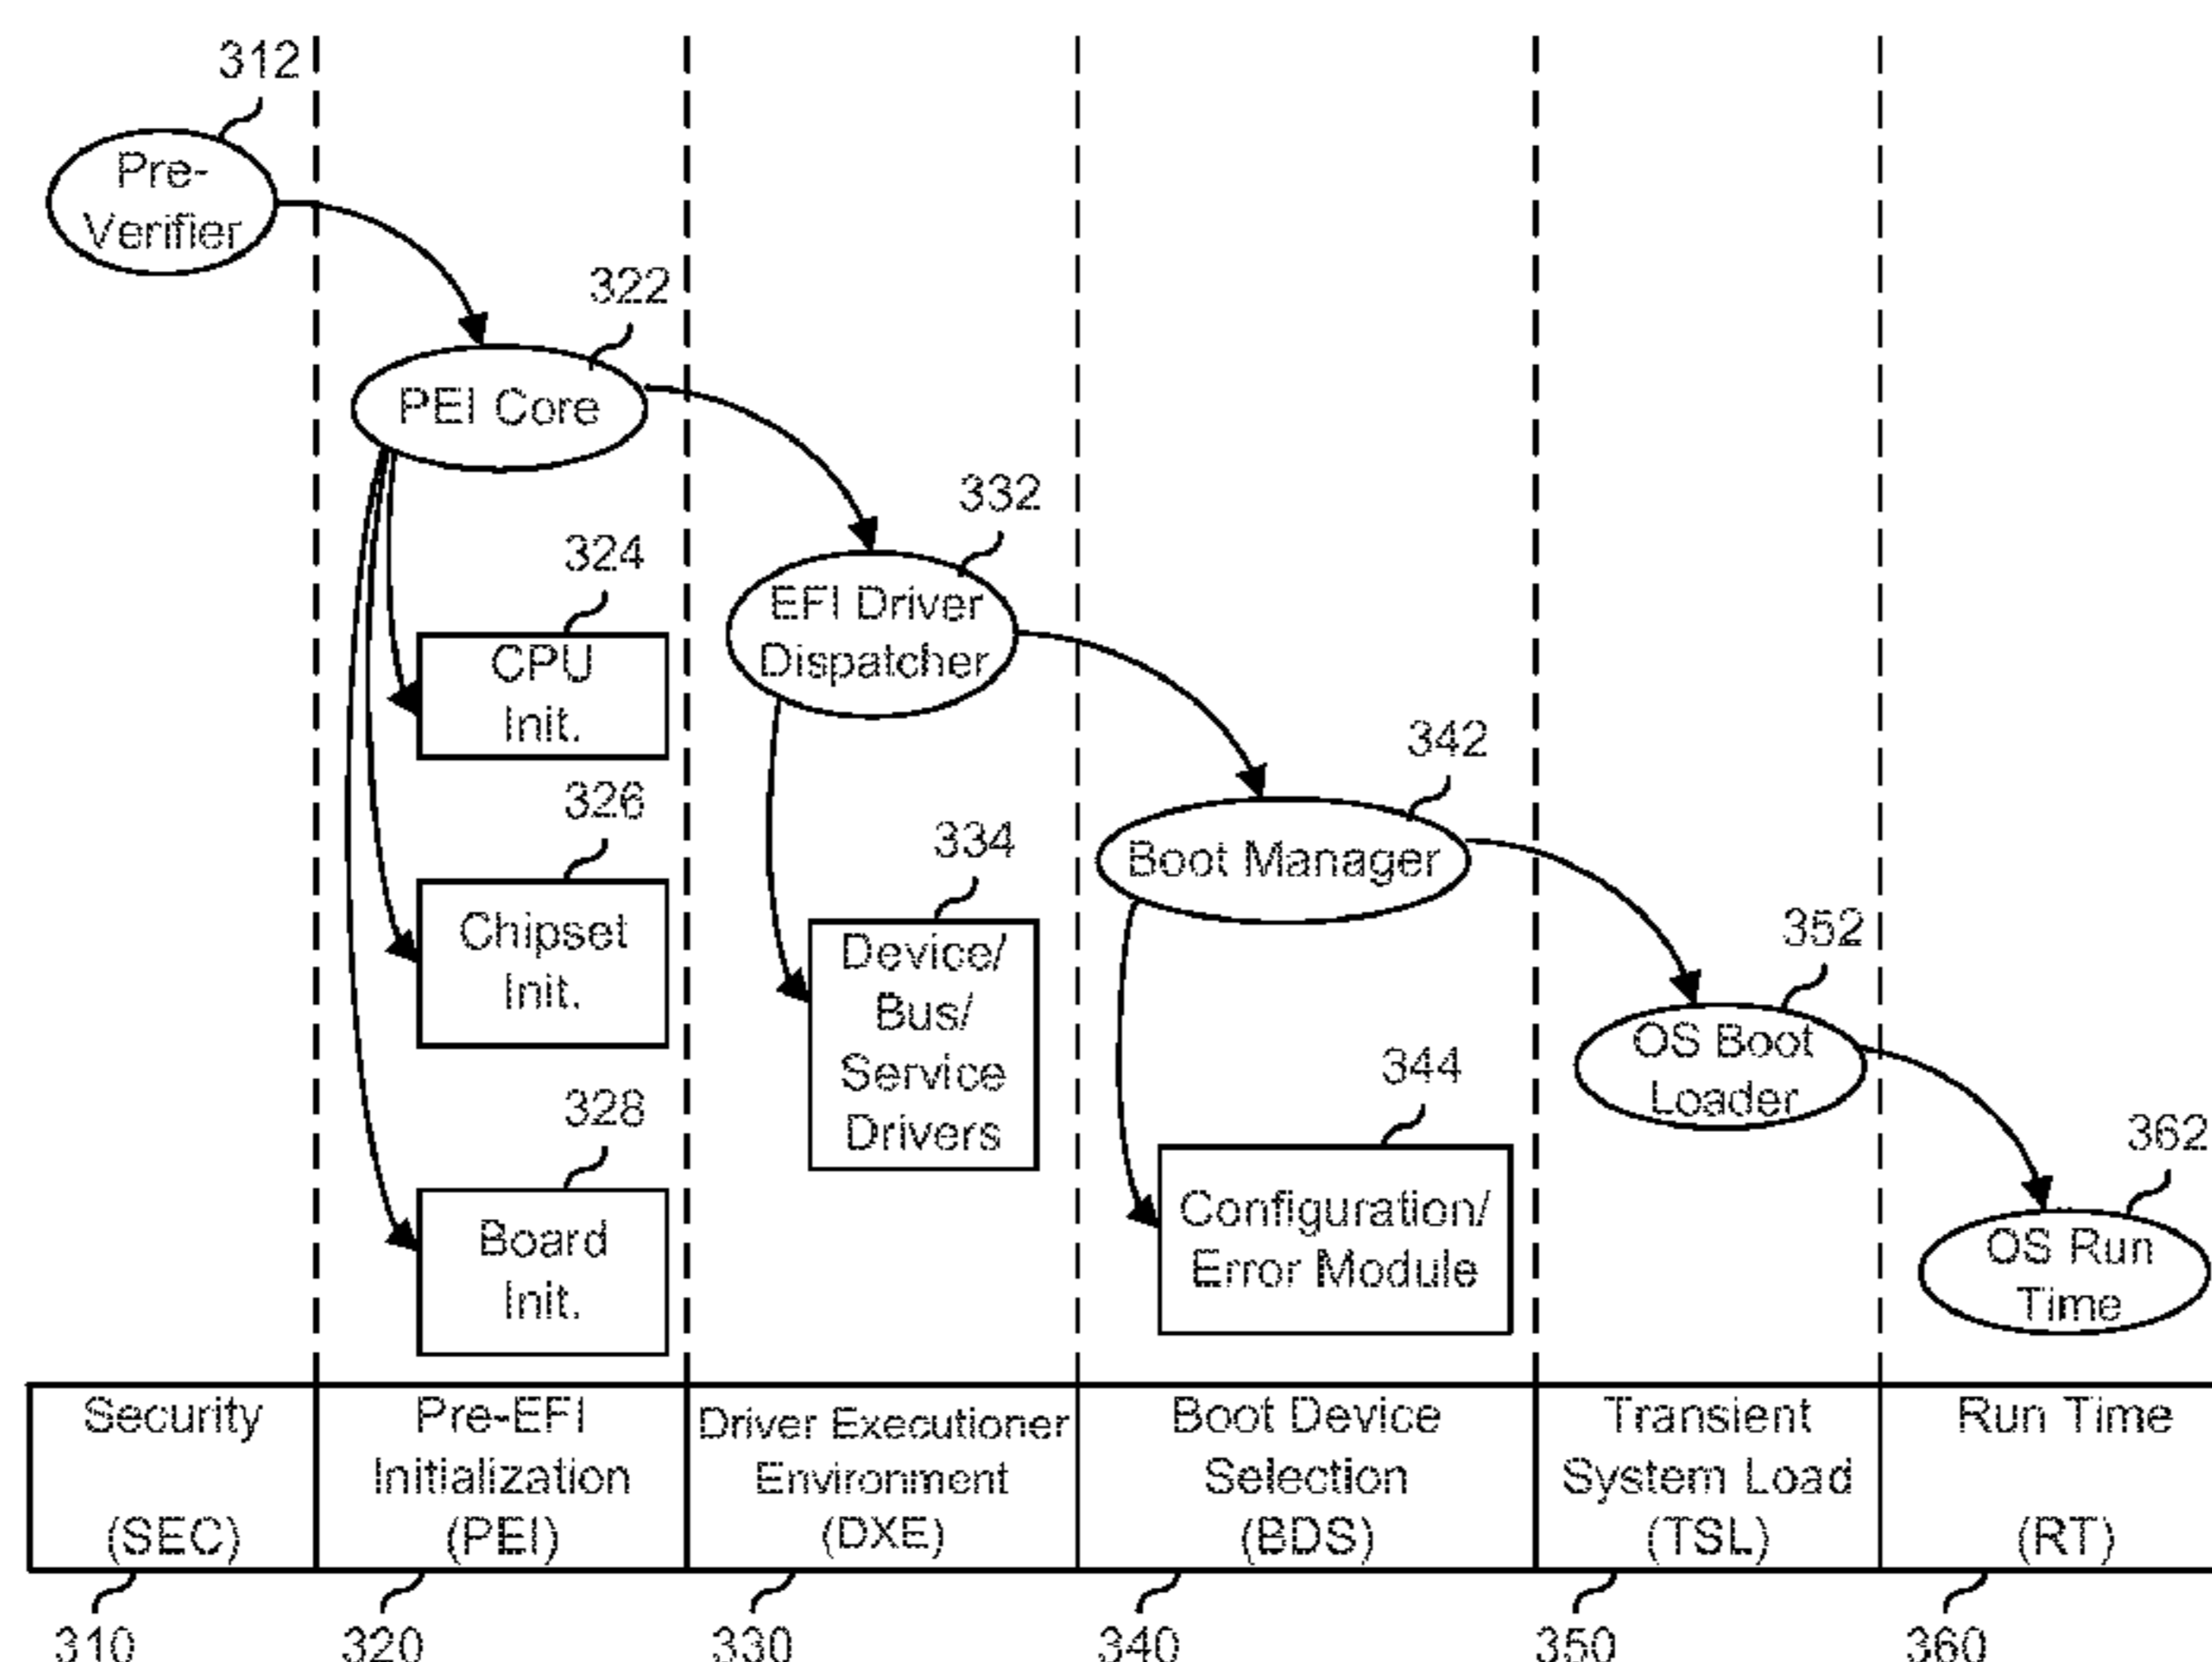 312
Pre-
Verifier
322
PEI Core
332
EFI Driver
Dispatcher
324
CPU
Init.
342
Boot Manager
326
Chipset
Init.
334
Device/
Bus/
Service
Drivers
352
OS Boot
Loader
344
Configuration/
Error Module
328
Board
Init.
362
OS Run
Time
Security
(SEC)
Pre-EFI
Initialization
(PEI)
Driver Executioner
Environment
(DXE)
Boot Device
Selection
(BDS)
Transient
System Load
(TSL)
Run Time
(RT)
310
320
330
340
350
360